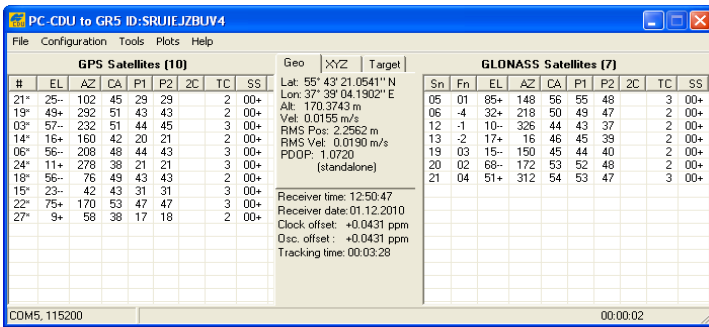 PC-CDU to GR5 ID:SRUIEJZBUV4
File Configuration Tools Plots Help
GPS Satellites (10)
# EL AZ CA P1 P2 2C TC SS
21* 25-- 102 45 29 29 2 00+
19* 49+ 292 51 43 43 2 00+
03* 57-- 232 51 44 45 3 00+
14* 16+ 160 42 20 21 2 00+
06* 56-- 208 48 44 43 2 00+
24* 11+ 278 38 21 21 3 00+
18* 56-- 76 49 43 43 2 00+
15* 23-- 42 43 31 31 3 00+
22* 75+ 170 53 47 47 3 00+
27* 9+ 58 38 17 18 2 00+
Geo XYZ Target
Lat: 55° 43' 21.0541" N
Lon: 37° 39' 04.1902" E
Alt: 170.3743 m
Vel: 0.0155 m/s
RMS Pos: 2.2562 m
RMS Vel: 0.0190 m/s
PDOP: 1.0720
(standalone)
Receiver time: 12:50:47
Receiver date: 01.12.2010
Clock offset: +0.0431 ppm
Osc. offset : +0.0431 ppm
Tracking time: 00:03:28
GLONASS Satellites (7)
Sn Fn EL AZ CA P1 P2 2C TC SS
05 01 85+ 148 56 55 48 3 00+
06 -4 32+ 218 50 49 47 2 00+
12 -1 10-- 326 44 43 37 2 00+
13 -2 17+ 16 46 45 39 2 00+
19 03 15-- 150 45 44 40 2 00+
20 02 68-- 172 53 52 48 2 00+
21 04 51+ 312 54 53 47 3 00+
COM5, 115200
00:00:02